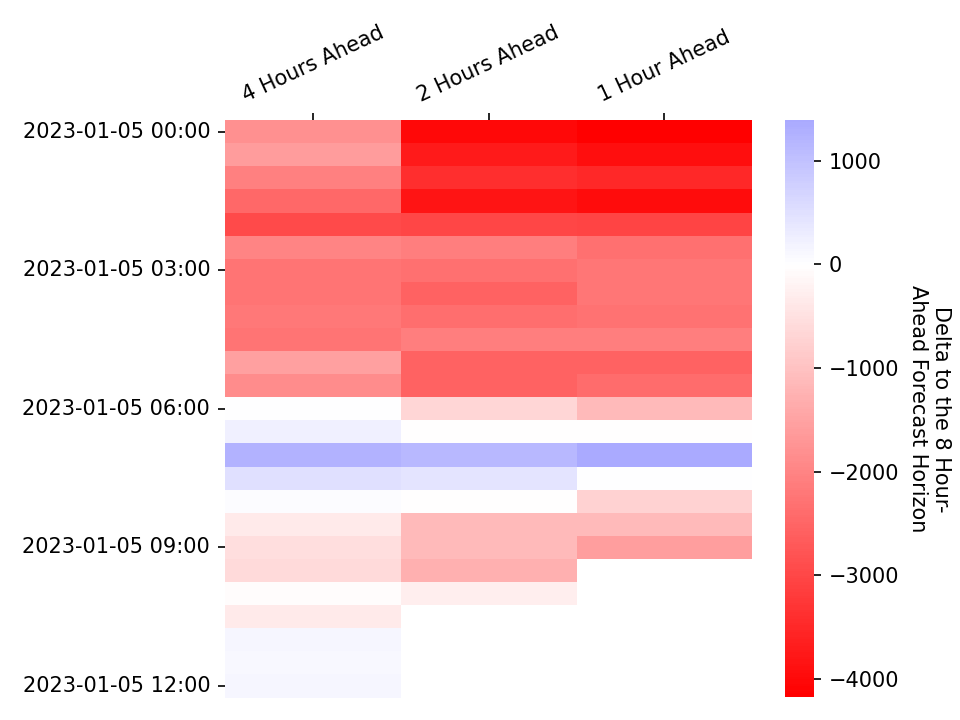 4 Hours Ahead
2 Hours Ahead
1 Hour Ahead
2023-01-05 00:00
2023-01-05 03:00
2023-01-05 06:00
2023-01-05 09:00
2023-01-05 12:00
1000
0
−1000
−2000
−3000
−4000
Delta to the 8 Hour-
Ahead Forecast Horizon